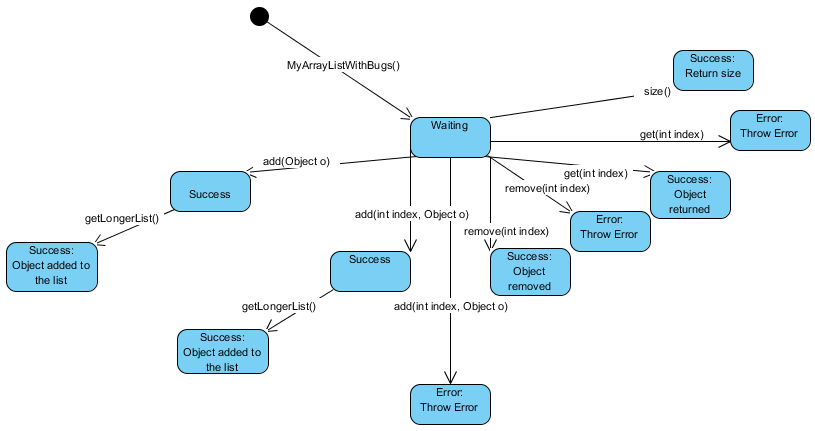 MyArrayListWithBugs()
Success:
Return size
size()
Waiting
Error:
Throw Error
get(int index)
add(Object o)
get(int index)
Success:
Object
returned
remove(int index)
Success
getLongerList()
add(int index, Object o)
remove(int index)
Error:
Throw Error
Success:
Object added to
the list
Success
Success:
Object
removed
getLongerList()
add(int index, Object o)
Success:
Object added to
the list
Error:
Throw Error